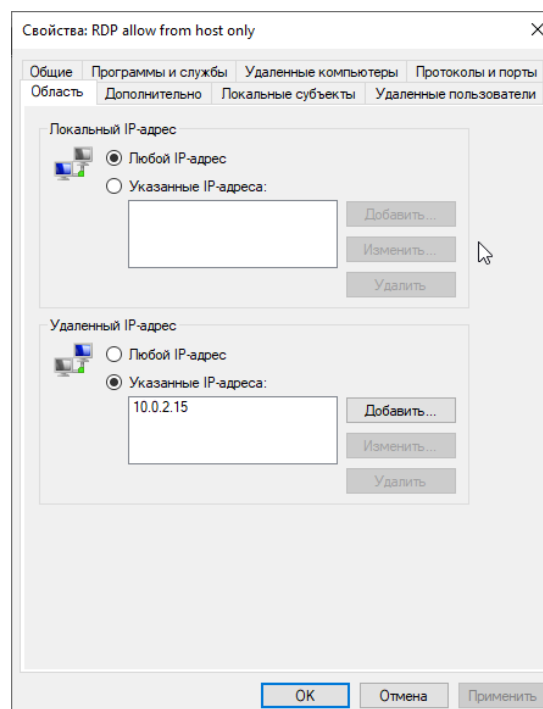 Свойства: RDP allow from host only
Общие Программы и службы Удаленные компьютеры Протоколы и порты
Область Дополнительно Локальные субъекты Удаленные пользователи
Локальный IP-адрес
Любой IP-адрес
Указанные IP-адреса:
Добавить...
Изменить...
Удалить
Удаленный IP-адрес
Любой IP-адрес
Указанные IP-адреса:
10.0.2.15
Добавить...
Изменить...
Удалить
OK Отмена Применить